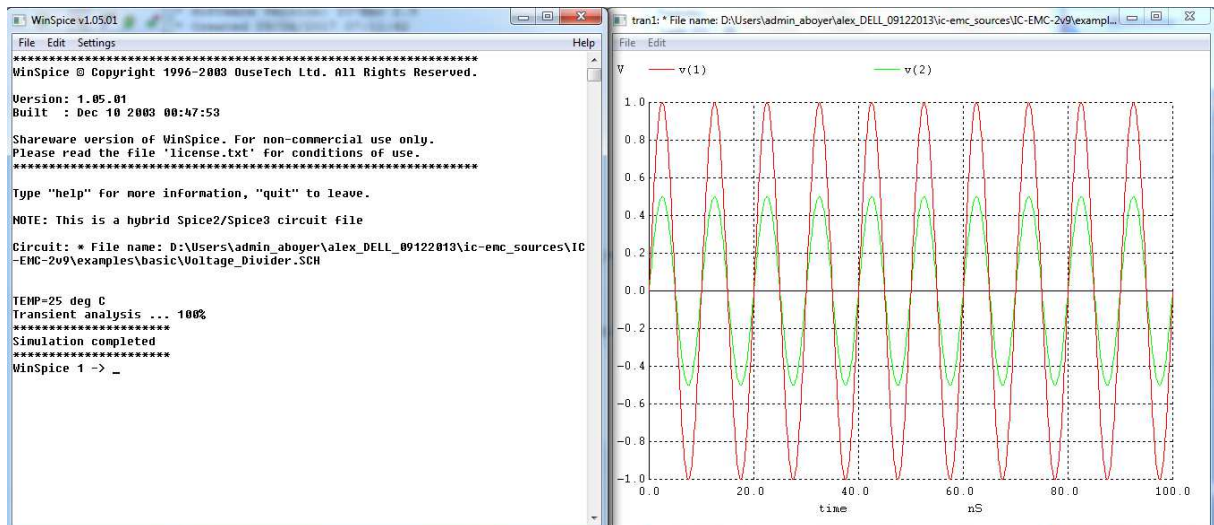 WinSpice v1.05.01
File Edit Settings Help
**********************************************************************
WinSpice © Copyright 1996-2003 OuseTech Ltd. All Rights Reserved.
Version: 1.05.01
Built : Dec 10 2003 00:47:53
Shareware version of WinSpice. For non-commercial use only.
Please read the file 'license.txt' for conditions of use.
**********************************************************************
Type "help" for more information, "quit" to leave.
NOTE: This is a hybrid Spice2/Spice3 circuit file
Circuit: * File name: D:\Users\admin_aboyer\alex_DELL_09122013\ic-emc_sources\IC
-EMC-2v9\examples\basic\Voltage_Divider.SCH
TEMP=25 deg C
Transient analysis ... 100%
**********************
Simulation completed
**********************
WinSpice 1 -> _
tran1: * File name: D:\Users\admin_aboyer\alex_DELL_09122013\ic-emc_sources\IC-EMC-2v9\exampl...
File Edit
V v(1) v(2)
1.0
0.8
0.6
0.4
0.2
0.0
-0.2
-0.4
-0.6
-0.8
-1.0
0.0 20.0 40.0 60.0 80.0 100.0
time nS